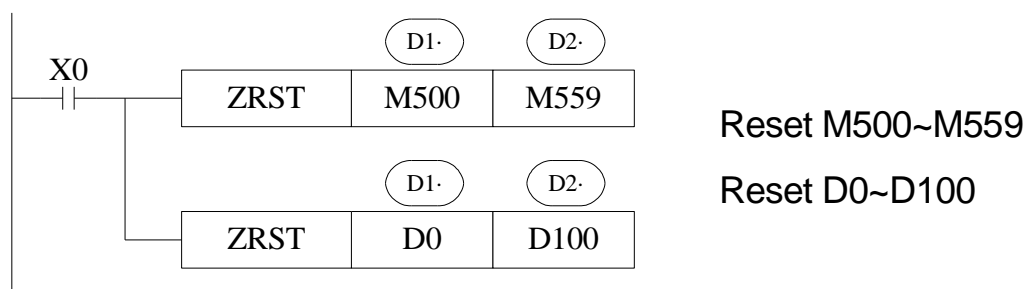 D1· D2·
X0
ZRST M500 M559
Reset M500~M559
D1· D2·
Reset D0~D100
ZRST D0 D100